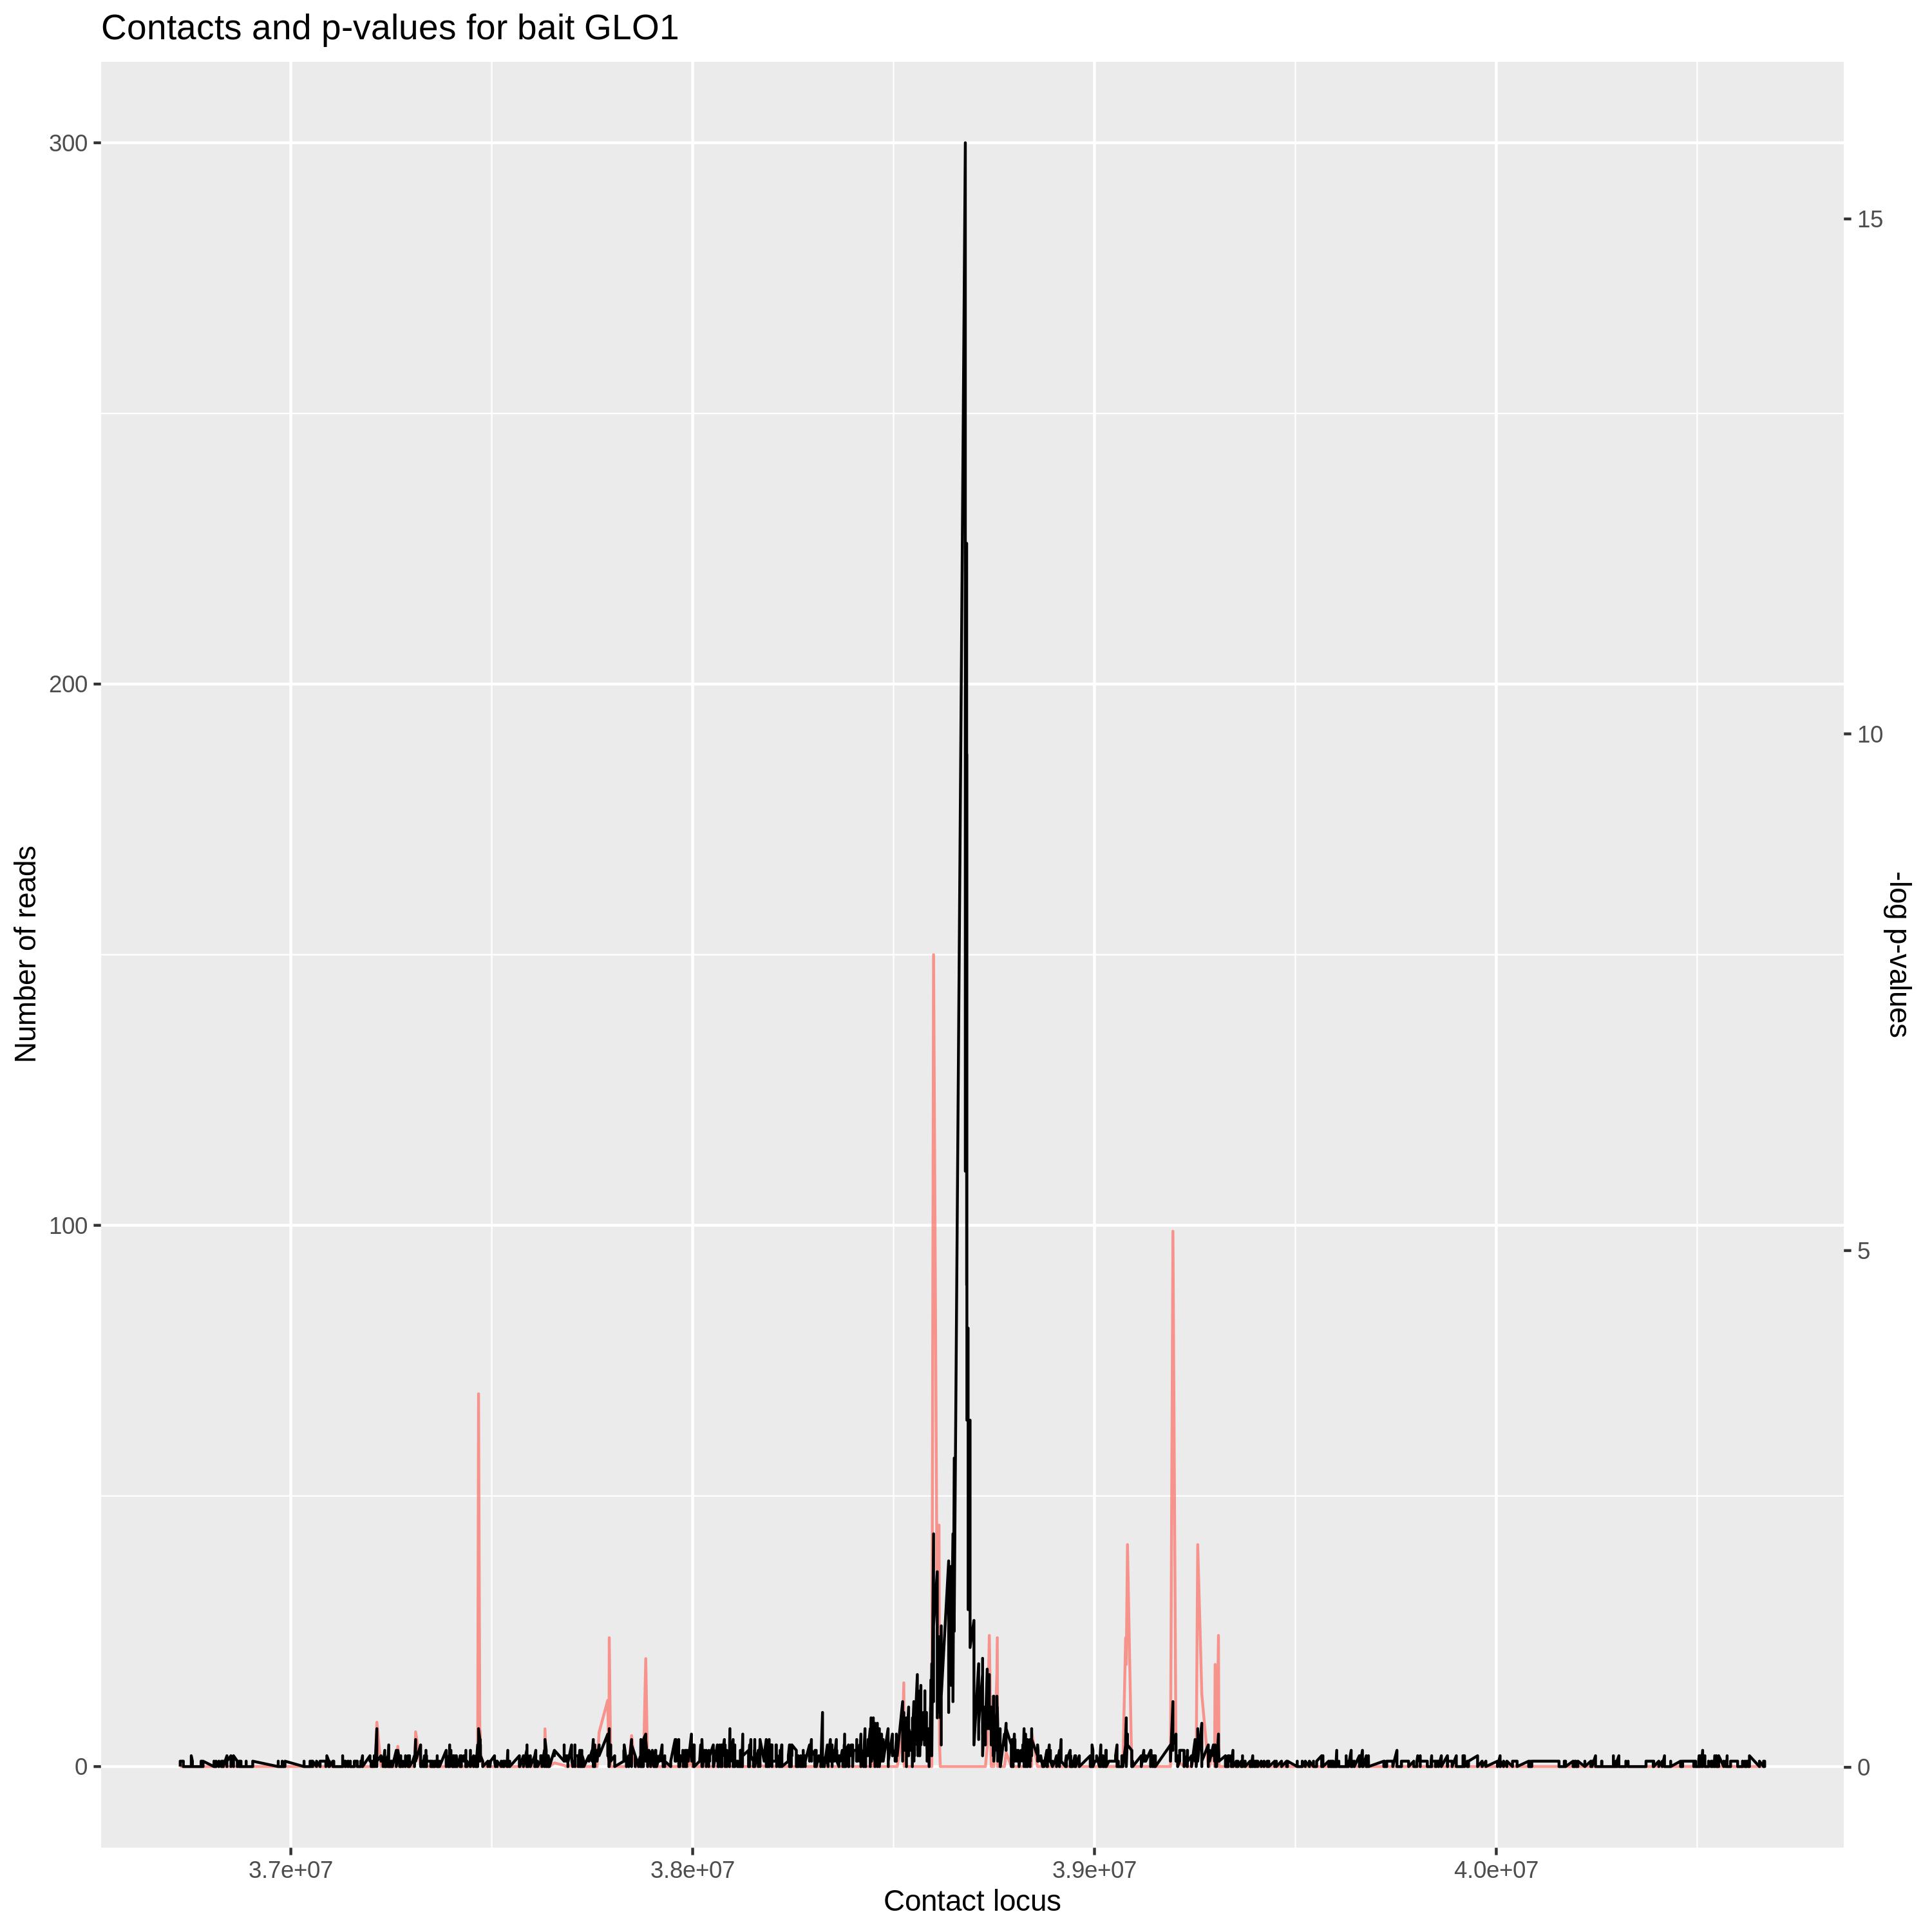 Contacts and p-values for bait GLO1
300
200
100
0
Number of reads
15
10
5
0
-log p-values
3.7e+07
3.8e+07
3.9e+07
4.0e+07
Contact locus